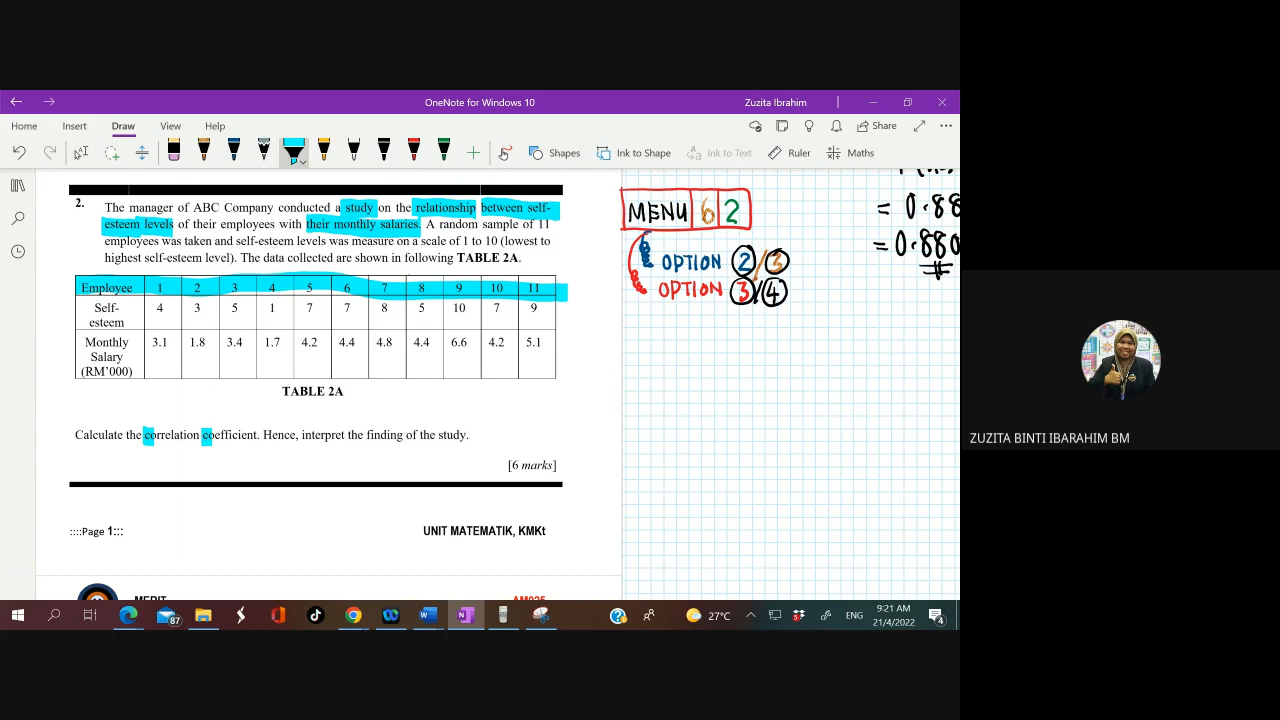 OneNote for Windows 10
Zuzita Ibrahim
Home Insert Draw View Help
Share
Shapes Ink to Shape Ink to Text Ruler Maths
2. The manager of ABC Company conducted a study on the relationship between self-
esteem levels of their employees with their monthly salaries. A random sample of 11
employees was taken and self-esteem levels was measure on a scale of 1 to 10 (lowest to
highest self-esteem level). The data collected are shown in following TABLE 2A.
Employee 1 2 3 4 5 6 7 8 9 10 11
Self-
esteem 4 3 5 1 7 7 8 5 10 7 9
Monthly
Salary
(RM'000) 3.1 1.8 3.4 1.7 4.2 4.4 4.8 4.4 6.6 4.2 5.1
TABLE 2A
Calculate the correlation coefficient. Hence, interpret the finding of the study.
[6 marks]
::::Page 1:::
UNIT MATEMATIK, KMKt
MENU 6 2
OPTION 2/3
OPTION 3/4
= 0.88
= 0.880
ZUZITA BINTI IBARAHIM BM
87
27°C
ENG
9:21 AM
21/4/2022
4